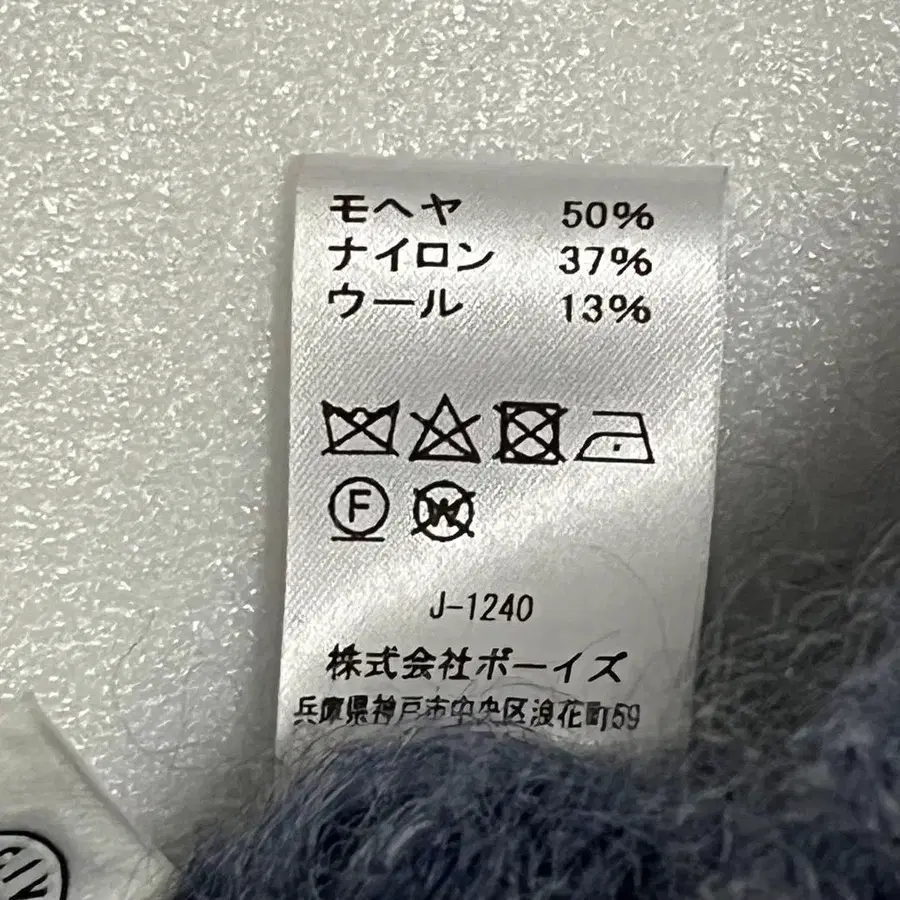 モヘヤ 50%
ナイロン 37%
ウール 13%
F W
J-1240
株式会社ボーイズ
兵庫県神戸市中央区浪花町59